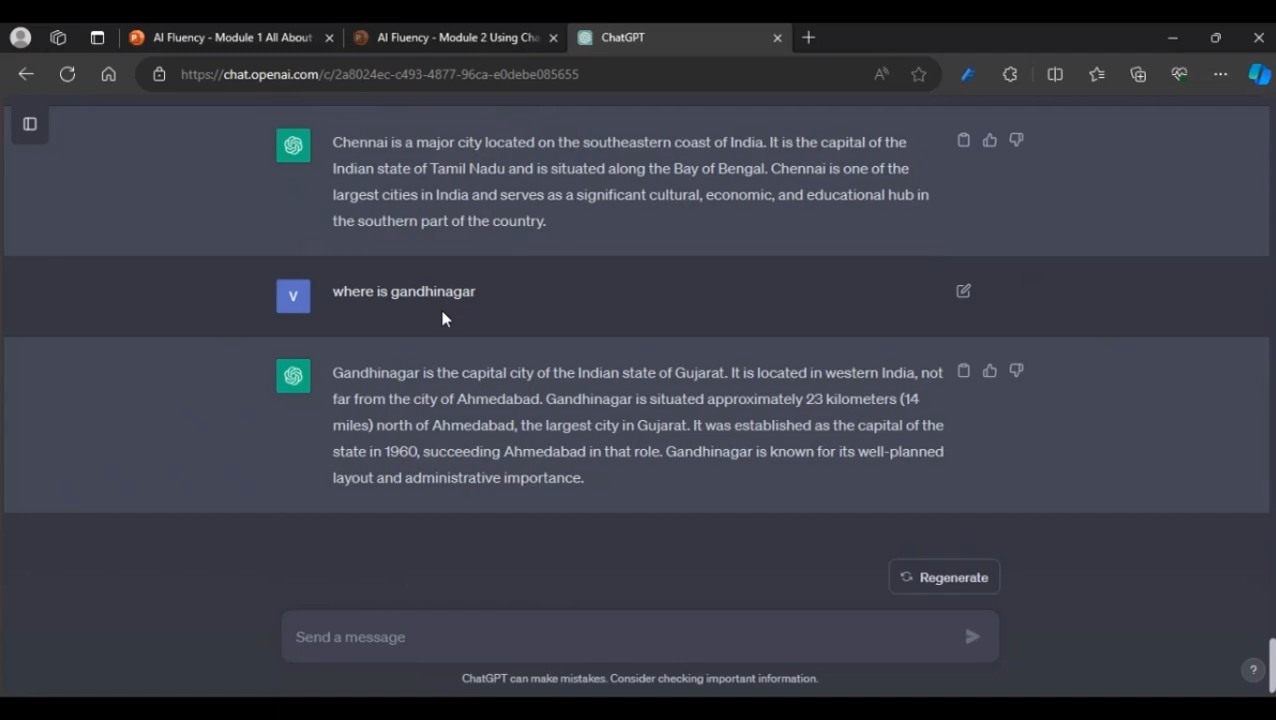 AI Fluency - Module 1 All About
AI Fluency - Module 2 Using Cha
ChatGPT
https://chat.openai.com/c/2a8024ec-c493-4877-96ca-e0debe085655
Chennai is a major city located on the southeastern coast of India. It is the capital of the
Indian state of Tamil Nadu and is situated along the Bay of Bengal. Chennai is one of the
largest cities in India and serves as a significant cultural, economic, and educational hub in
the southern part of the country.
V
where is gandhinagar
Gandhinagar is the capital city of the Indian state of Gujarat. It is located in western India, not
far from the city of Ahmedabad. Gandhinagar is situated approximately 23 kilometers (14
miles) north of Ahmedabad, the largest city in Gujarat. It was established as the capital of the
state in 1960, succeeding Ahmedabad in that role. Gandhinagar is known for its well-planned
layout and administrative importance.
Regenerate
Send a message
ChatGPT can make mistakes. Consider checking important information.
?